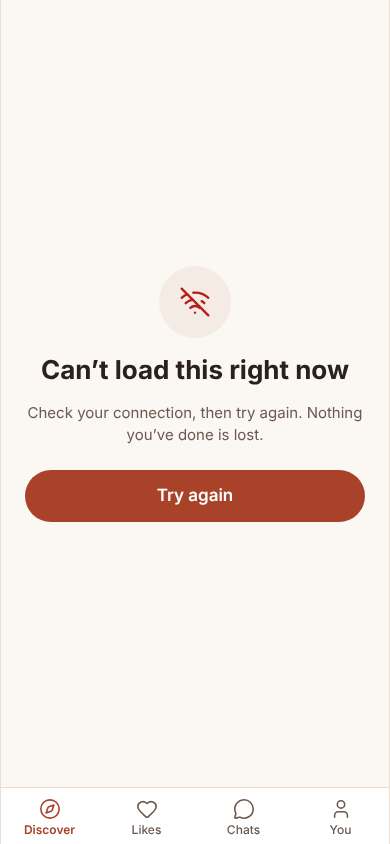 Can’t load this right now
Check your connection, then try again. Nothing
you’ve done is lost.
Try again
Discover
Likes
Chats
You